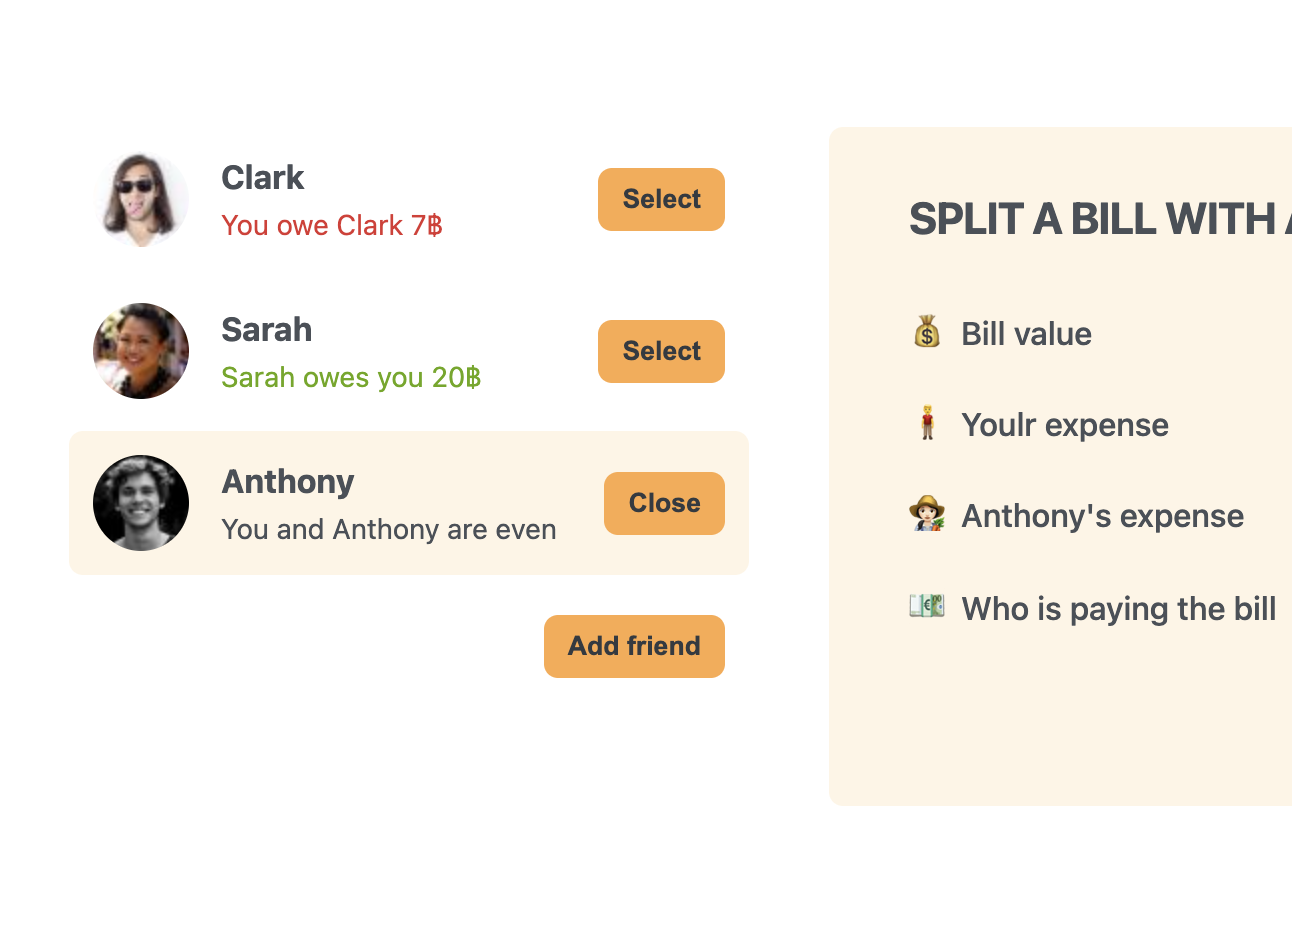 Clark
You owe Clark 7฿
Select
Sarah
Sarah owes you 20฿
Select
Anthony
You and Anthony are even
Close
Add friend
SPLIT A BILL WITH
Bill value
Youlr expense
Anthony's expense
Who is paying the bill